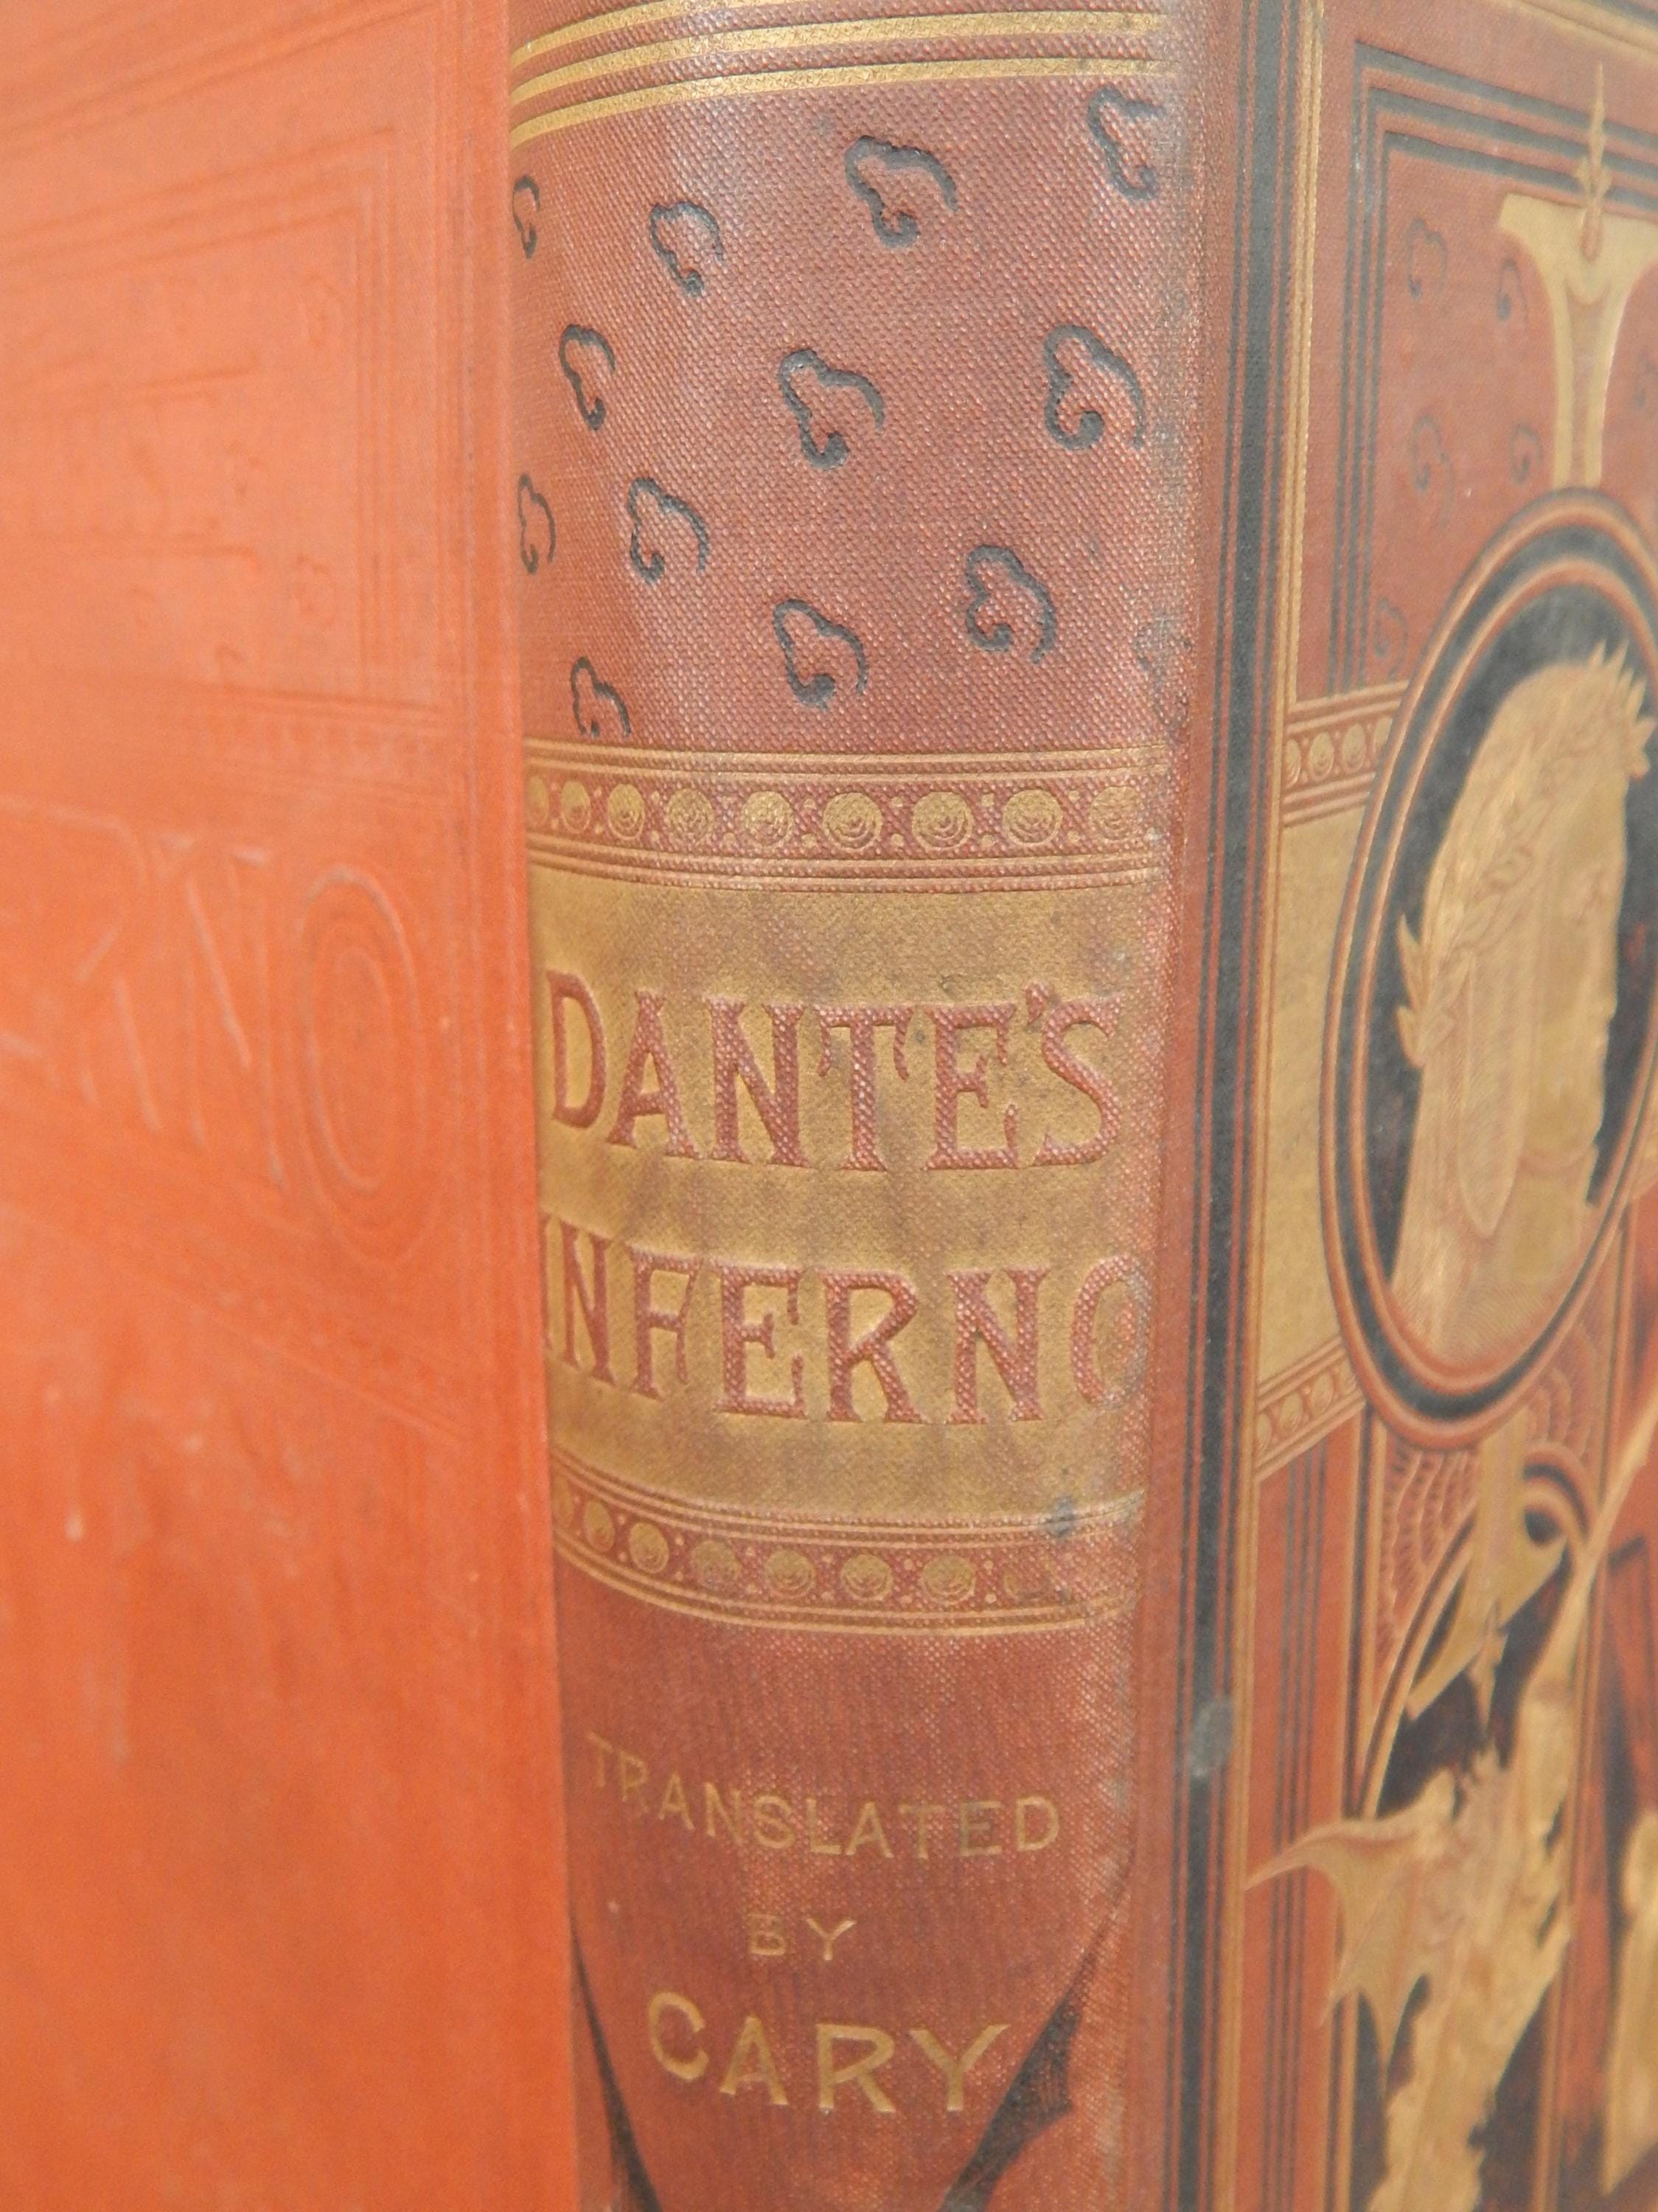 DANTE'S
INFERNO
TRANSLATED
BY
CARY